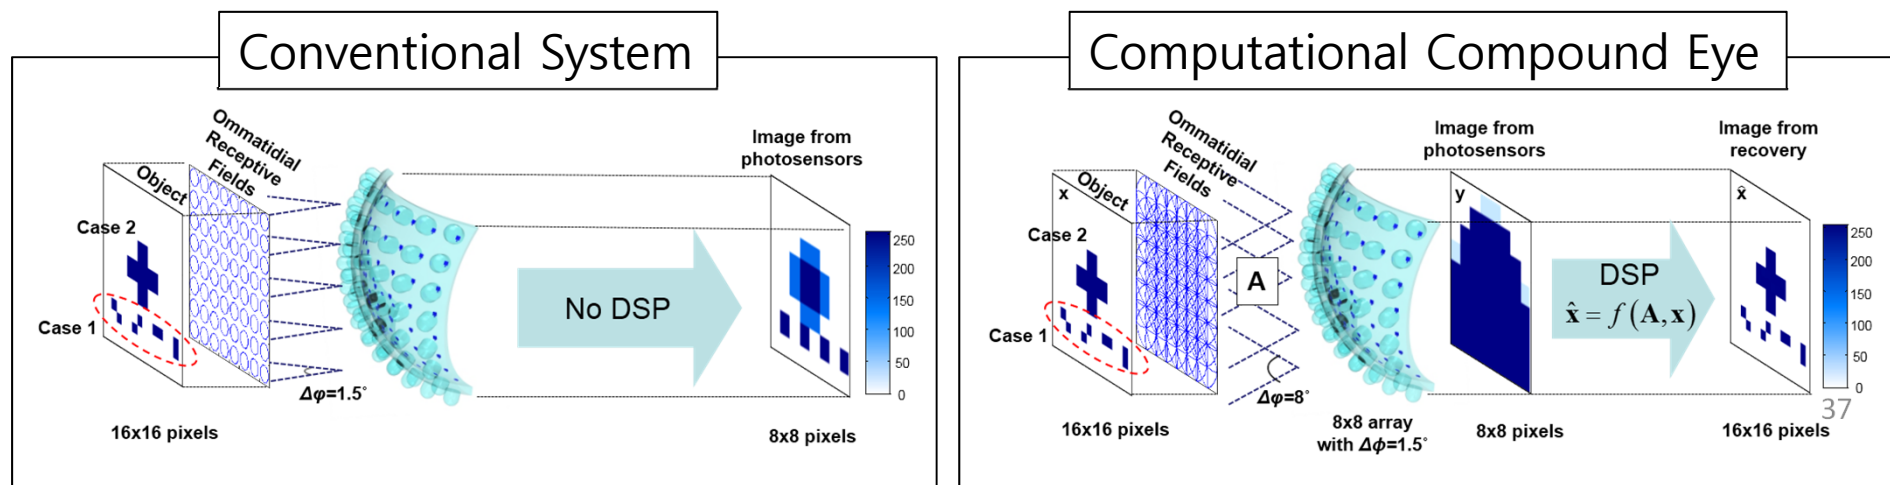 Conventional System
Ommatidial
Receptive
Fields
Object
Case 2
Case 1
16x16 pixels
Δφ=1.5°
No DSP
Image from
photosensors
250
200
150
100
50
0
8x8 pixels
Computational Compound Eye
Ommatidial
Receptive
Fields
x
Object
Case 2
Case 1
16x16 pixels
A
Δφ=8°
8x8 array
with Δϕ=1.5°
Image from
photosensors
y
8x8 pixels
DSP
x̂ = f (A, x)
Image from
recovery
x̂
250
200
150
100
50
0
16x16 pixels
37